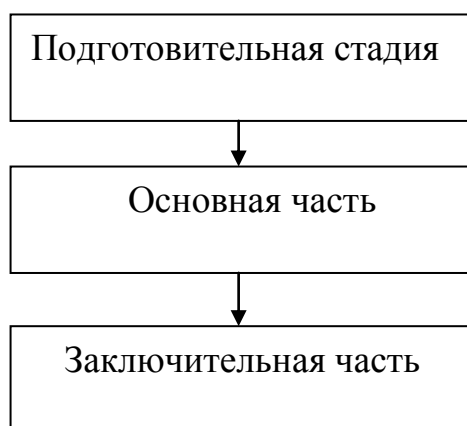 Подготовительная стадия
Основная часть
Заключительная часть